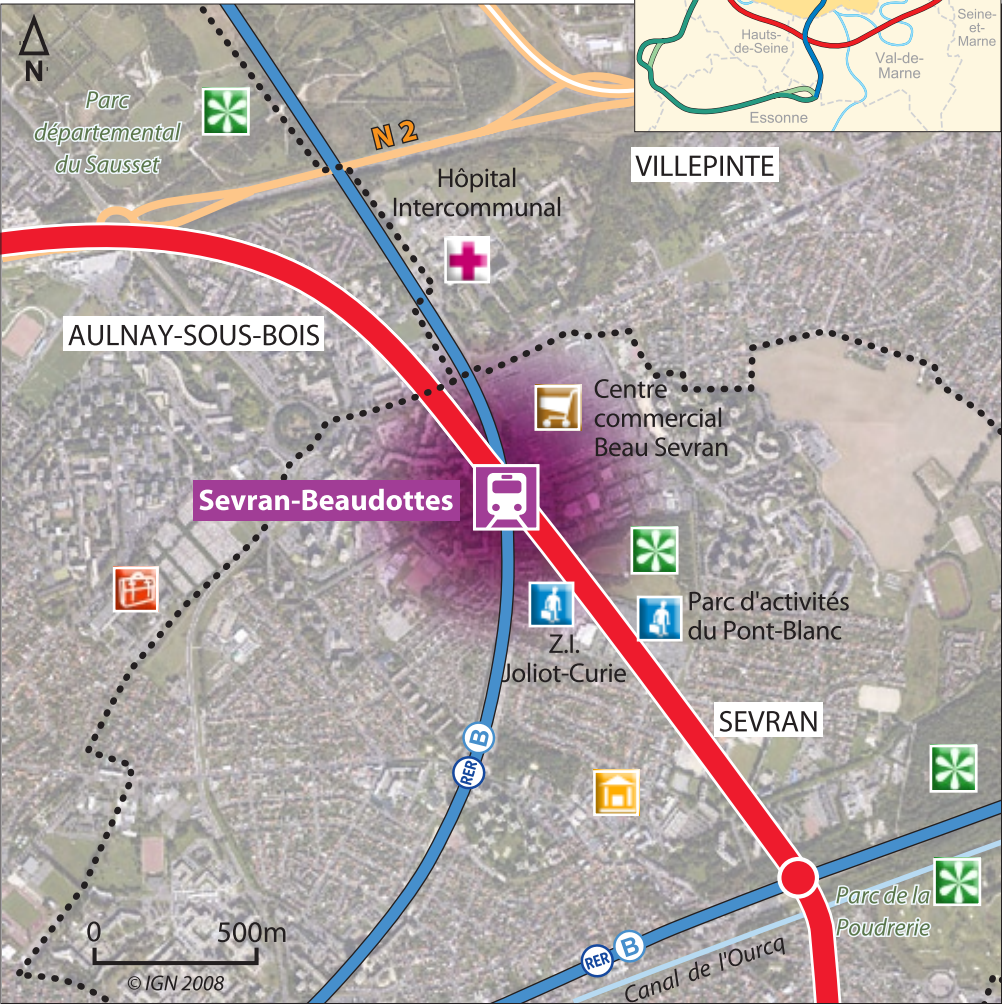 Seine-
et-
Marne
Hauts-
de-Seine
Val-de-
Marne
Essonne
N
Parc
départemental
du Sausset
N 2
VILLEPINTE
Hôpital
Intercommunal
AULNAY-SOUS-BOIS
Centre
commercial
Beau Sevran
Sevran-Beaudottes
Parc d'activités
du Pont-Blanc
Z.I.
Joliot-Curie
SEVRAN
B
RER
Parc de la
Poudrerie
0 500m
RER B
Canal de l'Ourcq
© IGN 2008